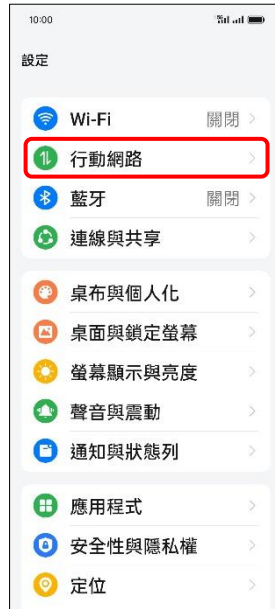 10:00
設定
Wi-Fi 關閉
行動網路
藍牙 關閉
連線與共享
桌布與個人化
桌面與鎖定螢幕
螢幕顯示與亮度
聲音與震動
通知與狀態列
應用程式
安全性與隱私權
定位